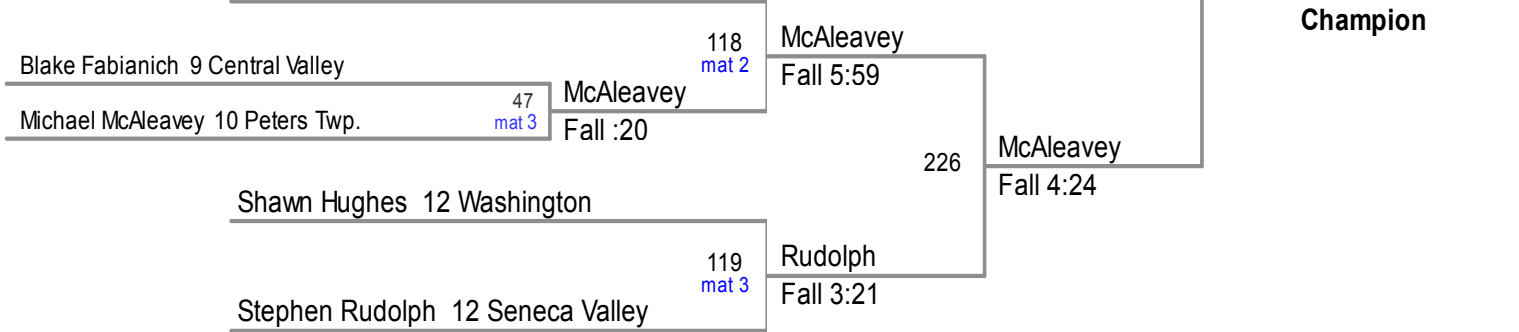 Champion
118
mat 2
McAleavey
Fall 5:59
Blake Fabianich 9 Central Valley
Michael McAleavey 10 Peters Twp.
47
mat 3
McAleavey
Fall :20
226
McAleavey
Fall 4:24
Shawn Hughes 12 Washington
119
mat 3
Rudolph
Fall 3:21
Stephen Rudolph 12 Seneca Valley